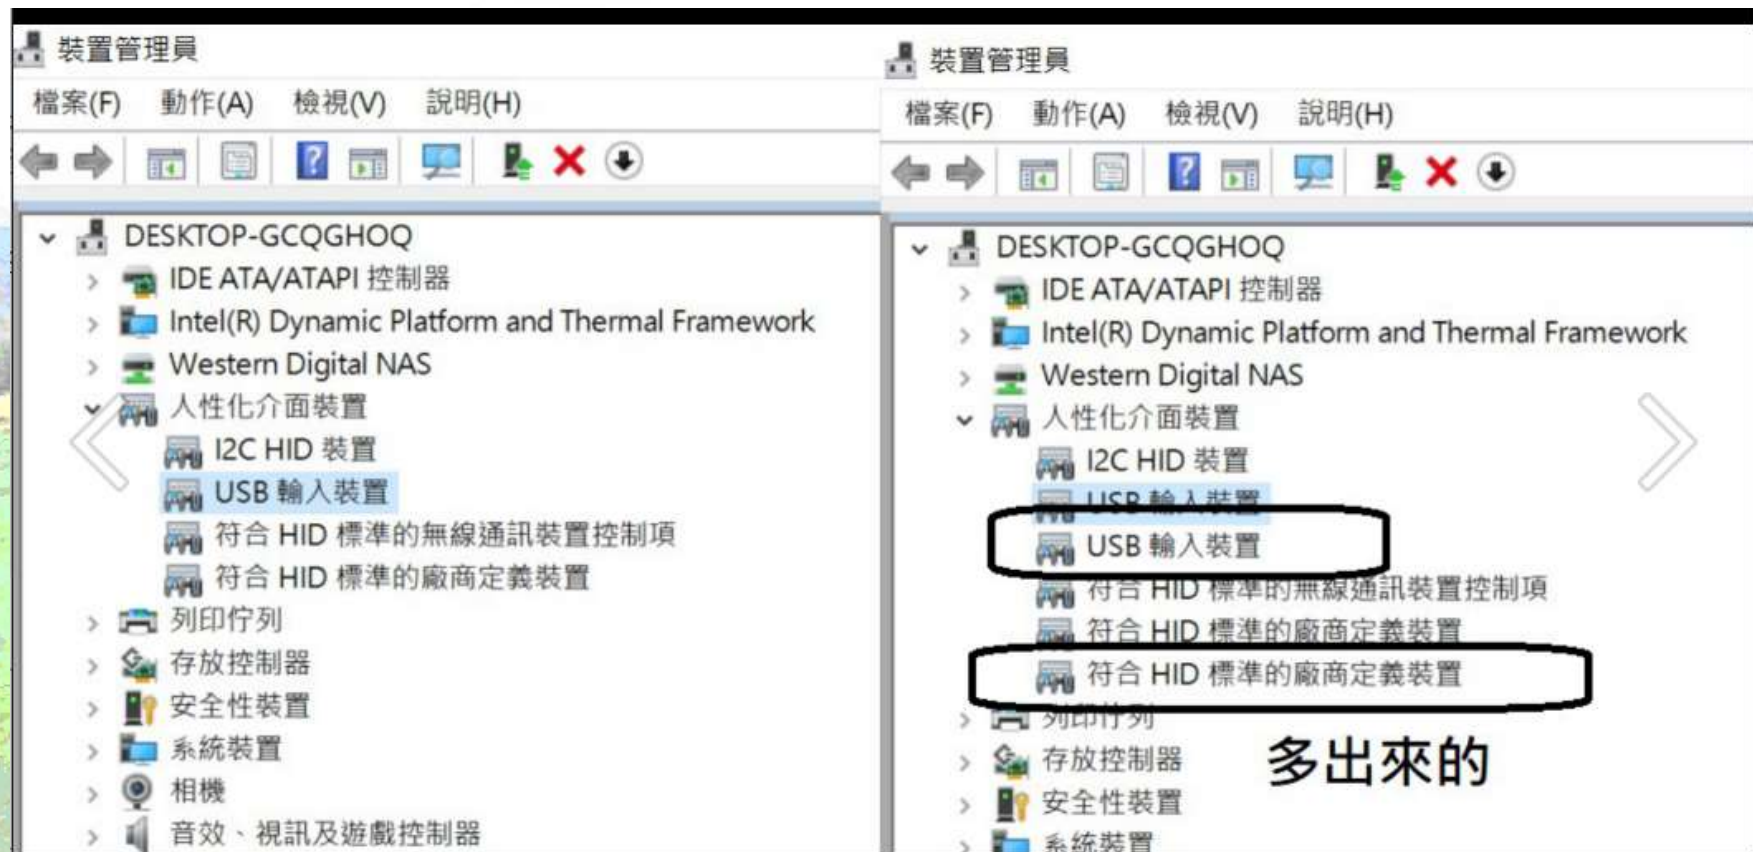 裝置管理員
檔案(F) 動作(A) 檢視(V) 說明(H)
DESKTOP-GCQGHOQ
IDE ATA/ATAPI 控制器
Intel(R) Dynamic Platform and Thermal Framework
Western Digital NAS
人性化介面裝置
I2C HID 裝置
USB 輸入裝置
符合 HID 標準的無線通訊裝置控制項
符合 HID 標準的廠商定義裝置
列印佇列
存放控制器
安全性裝置
系統裝置
相機
音效、視訊及遊戲控制器
裝置管理員
檔案(F) 動作(A) 檢視(V) 說明(H)
DESKTOP-GCQGHOQ
IDE ATA/ATAPI 控制器
Intel(R) Dynamic Platform and Thermal Framework
Western Digital NAS
人性化介面裝置
I2C HID 裝置
USB 輸入裝置
USB 輸入裝置
符合 HID 標準的無線通訊裝置控制項
符合 HID 標準的廠商定義裝置
符合 HID 標準的廠商定義裝置
列印佇列
存放控制器
多出來的
安全性裝置
系統裝置